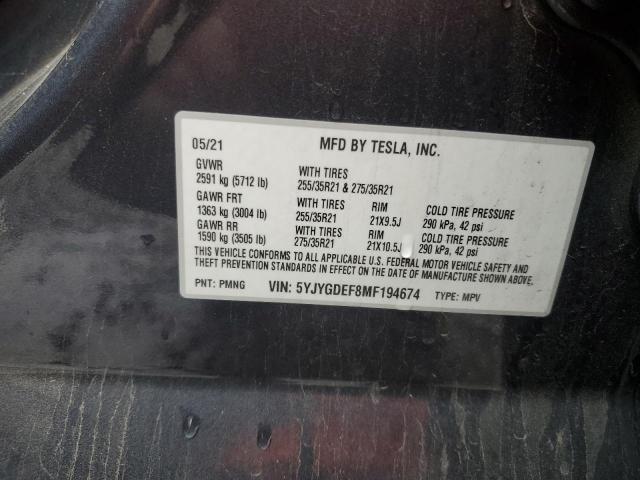 05/21 MFD BY TESLA, INC.
GVWR WITH TIRES
2591 kg (5712 lb) 255/35R21 & 275/35R21
GAWR FRT WITH TIRES RIM COLD TIRE PRESSURE
1363 kg (3004 lb) 255/35R21 21X9.5J 290 kPa, 42 psi
GAWR RR WITH TIRES RIM COLD TIRE PRESSURE
1590 kg (3505 lb) 275/35R21 21X10.5J 290 kPa, 42 psi
THIS VEHICLE CONFORMS TO ALL APPLICABLE U.S. FEDERAL MOTOR VEHICLE SAFETY AND
THEFT PREVENTION STANDARDS IN EFFECT ON THE DATE OF MANUFACTURE SHOWN ABOVE.
PNT: PMNG VIN: 5YJYGDEF8MF194674 TYPE: MPV